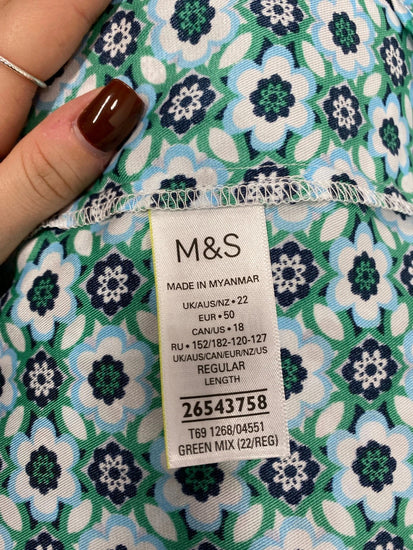 M&S
MADE IN MYANMAR
UK/AUS/NZ • 22
EUR • 50
CAN/US • 18
RU • 152/182-120-127
UK/AUS/CAN/EUR/NZ/US
REGULAR
LENGTH
26543758
T69 1268/04551
GREEN MIX (22/REG)